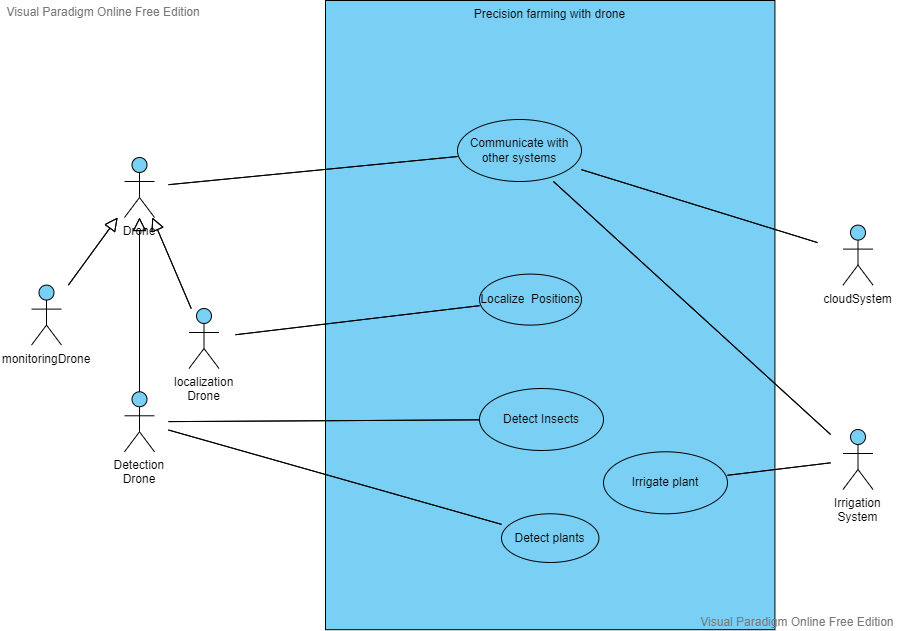 Visual Paradigm Online Free Edition
Precision farming with drone
Communicate with
other systems
Drone
cloudSystem
Localize Positions
monitoringDrone
localization
Drone
Detect Insects
Detection
Drone
Irrigate plant
Irrigation
System
Detect plants
Visual Paradigm Online Free Edition